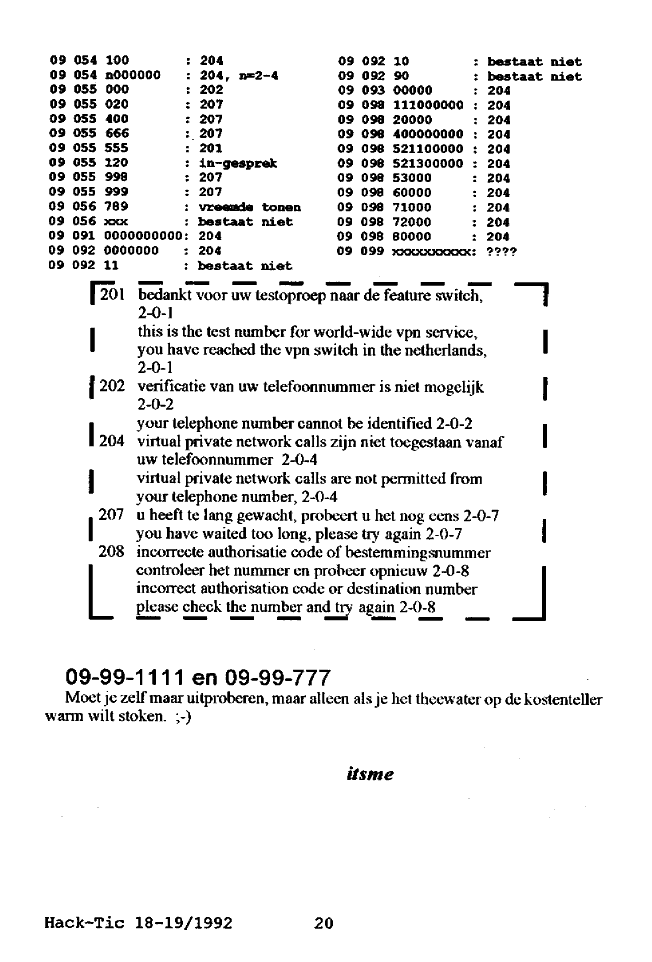 09 054 100 : 204
09 054 n000000 : 204, n=2-4
09 055 000 : 202
09 055 020 : 207
09 055 400 : 207
09 055 666 : 207
09 055 555 : 201
09 055 120 : in-gesprek
09 055 998 : 207
09 055 999 : 207
09 056 789 : vreemde tonen
09 056 xxx : bestaat niet
09 091 0000000000: 204
09 092 0000000 : 204
09 092 11 : bestaat niet
09 092 10 : bestaat niet
09 092 90 : bestaat niet
09 093 00000 : 204
09 098 111000000 : 204
09 098 20000 : 204
09 098 400000000 : 204
09 098 521100000 : 204
09 098 521300000 : 204
09 098 53000 : 204
09 098 60000 : 204
09 098 71000 : 204
09 098 72000 : 204
09 098 80000 : 204
09 099 xxxxxxxxxx: ????
201 bedankt voor uw testoproep naar de feature switch,
2-0-1
this is the test number for world-wide vpn service,
you have reached the vpn switch in the netherlands,
2-0-1
202 verificatie van uw telefoonnummer is niet mogelijk
2-0-2
your telephone number cannot be identified 2-0-2
204 virtual private network calls zijn niet toegestaan vanaf
uw telefoonnummer 2-0-4
virtual private network calls are not permitted from
your telephone number, 2-0-4
207 u heeft te lang gewacht, probeert u het nog eens 2-0-7
you have waited too long, please try again 2-0-7
208 incorrecte authorisatie code of bestemmingsnummer
controleer het nummer en probeer opnieuw 2-0-8
incorrect authorisation code or destination number
please check the number and try again 2-0-8
09-99-1111 en 09-99-777
Moet je zelf maar uitproberen, maar alleen als je het theewater op de kostenteller
warm wilt stoken. ;-)
itsme
Hack~Tic 18-19/1992 20